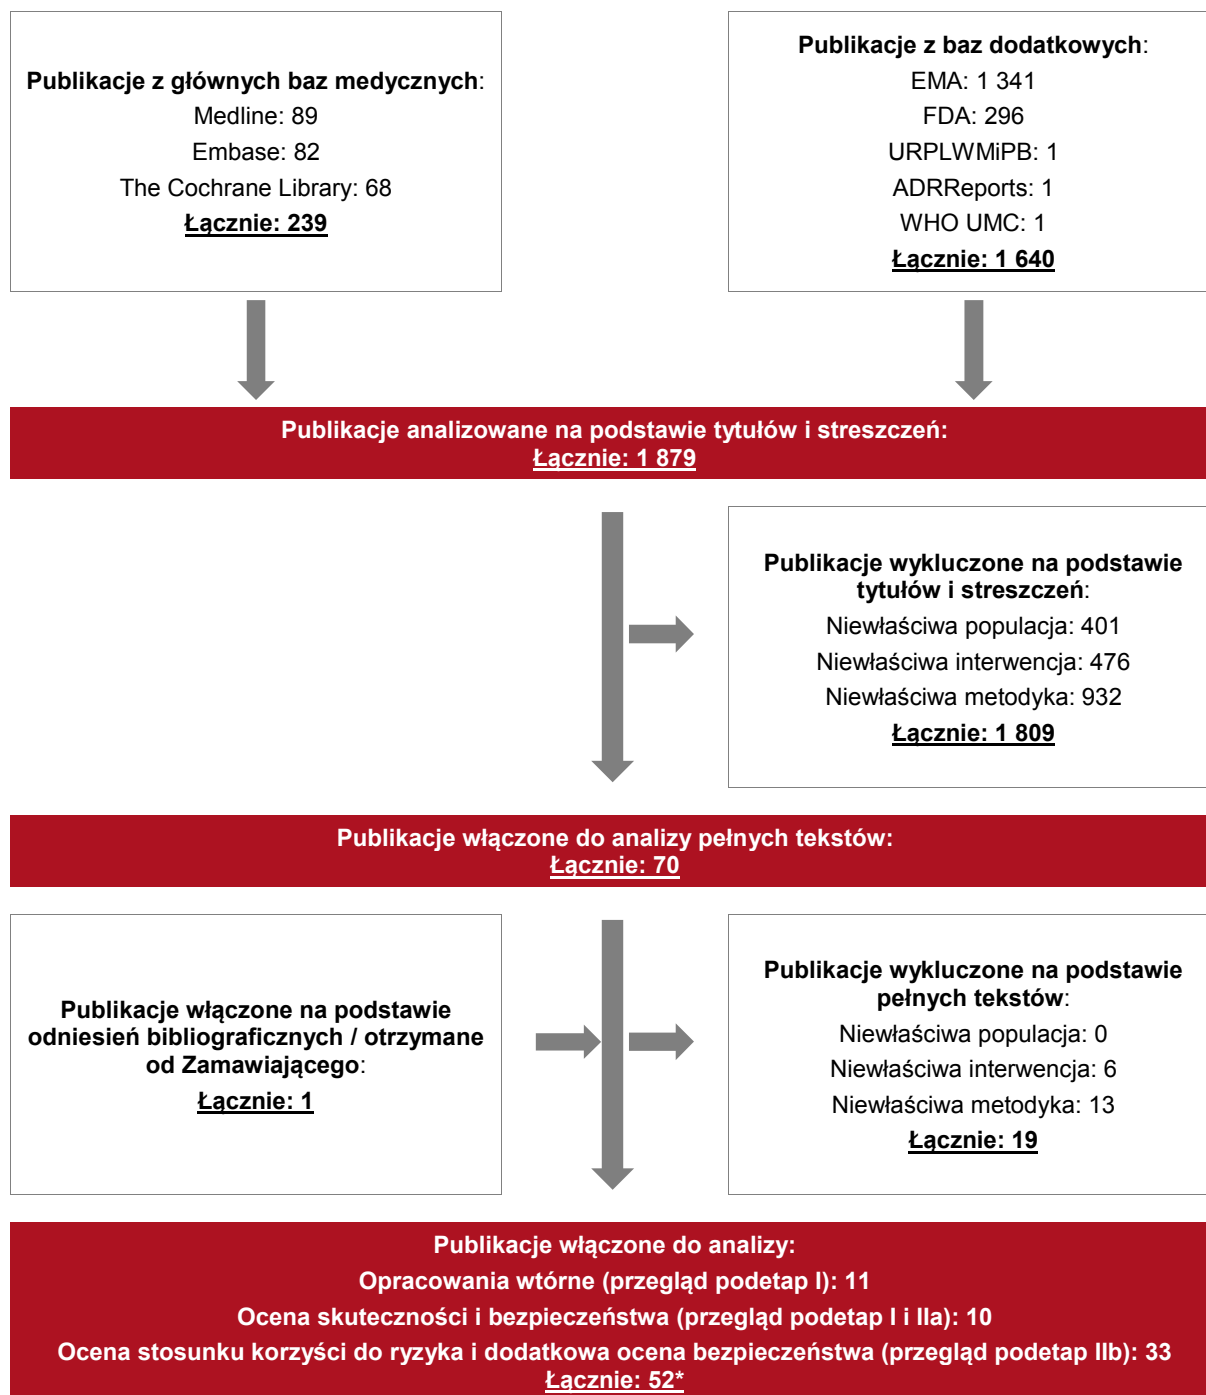 Publikacje z głównych baz medycznych:
Medline: 89
Embase: 82
The Cochrane Library: 68
Łącznie: 239
Publikacje z baz dodatkowych:
EMA: 1 341
FDA: 296
URPLWMiPB: 1
ADRReports: 1
WHO UMC: 1
Łącznie: 1 640
Publikacje analizowane na podstawie tytułów i streszczeń:
Łącznie: 1 879
Publikacje wykluczone na podstawie
tytułów i streszczeń:
Niewłaściwa populacja: 401
Niewłaściwa interwencja: 476
Niewłaściwa metodyka: 932
Łącznie: 1 809
Publikacje włączone do analizy pełnych tekstów:
Łącznie: 70
Publikacje włączone na podstawie
odniesień bibliograficznych / otrzymane
od Zamawiającego:
Łącznie: 1
Publikacje wykluczone na podstawie
pełnych tekstów:
Niewłaściwa populacja: 0
Niewłaściwa interwencja: 6
Niewłaściwa metodyka: 13
Łącznie: 19
Publikacje włączone do analizy:
Opracowania wtórne (przegląd podetap I): 11
Ocena skuteczności i bezpieczeństwa (przegląd podetap I i IIa): 10
Ocena stosunku korzyści do ryzyka i dodatkowa ocena bezpieczeństwa (przegląd podetap IIb): 33
Łącznie: 52*